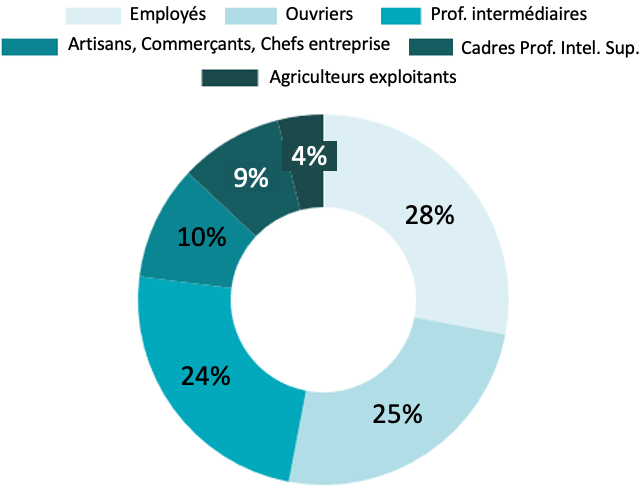 Employés Ouvriers Prof. intermédiaires
Artisans, Commerçants, Chefs entreprise Cadres Prof. Intel. Sup.
Agriculteurs exploitants
4%
9%
28%
10%
24%
25%